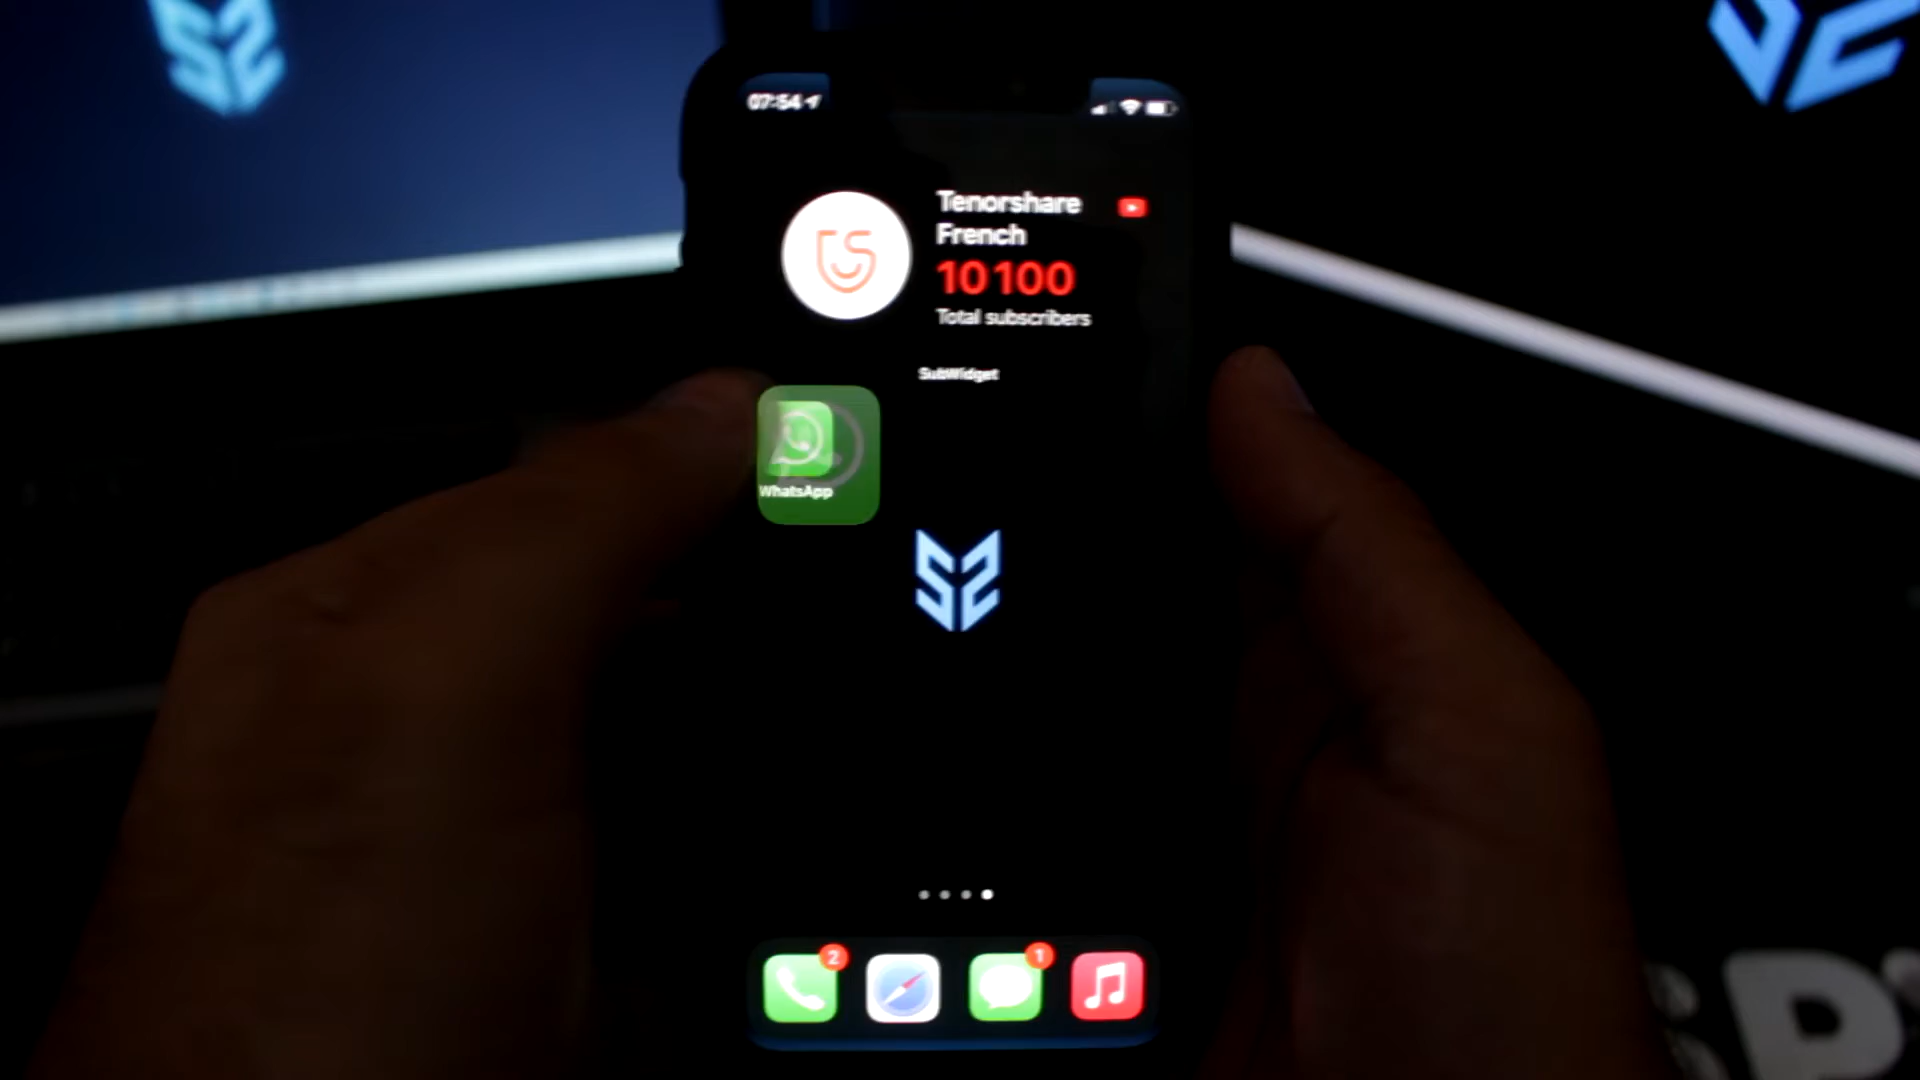 07:54
Tenorshare
French
10 100
Total subscribers
SubWidget
WhatsApp
2
1